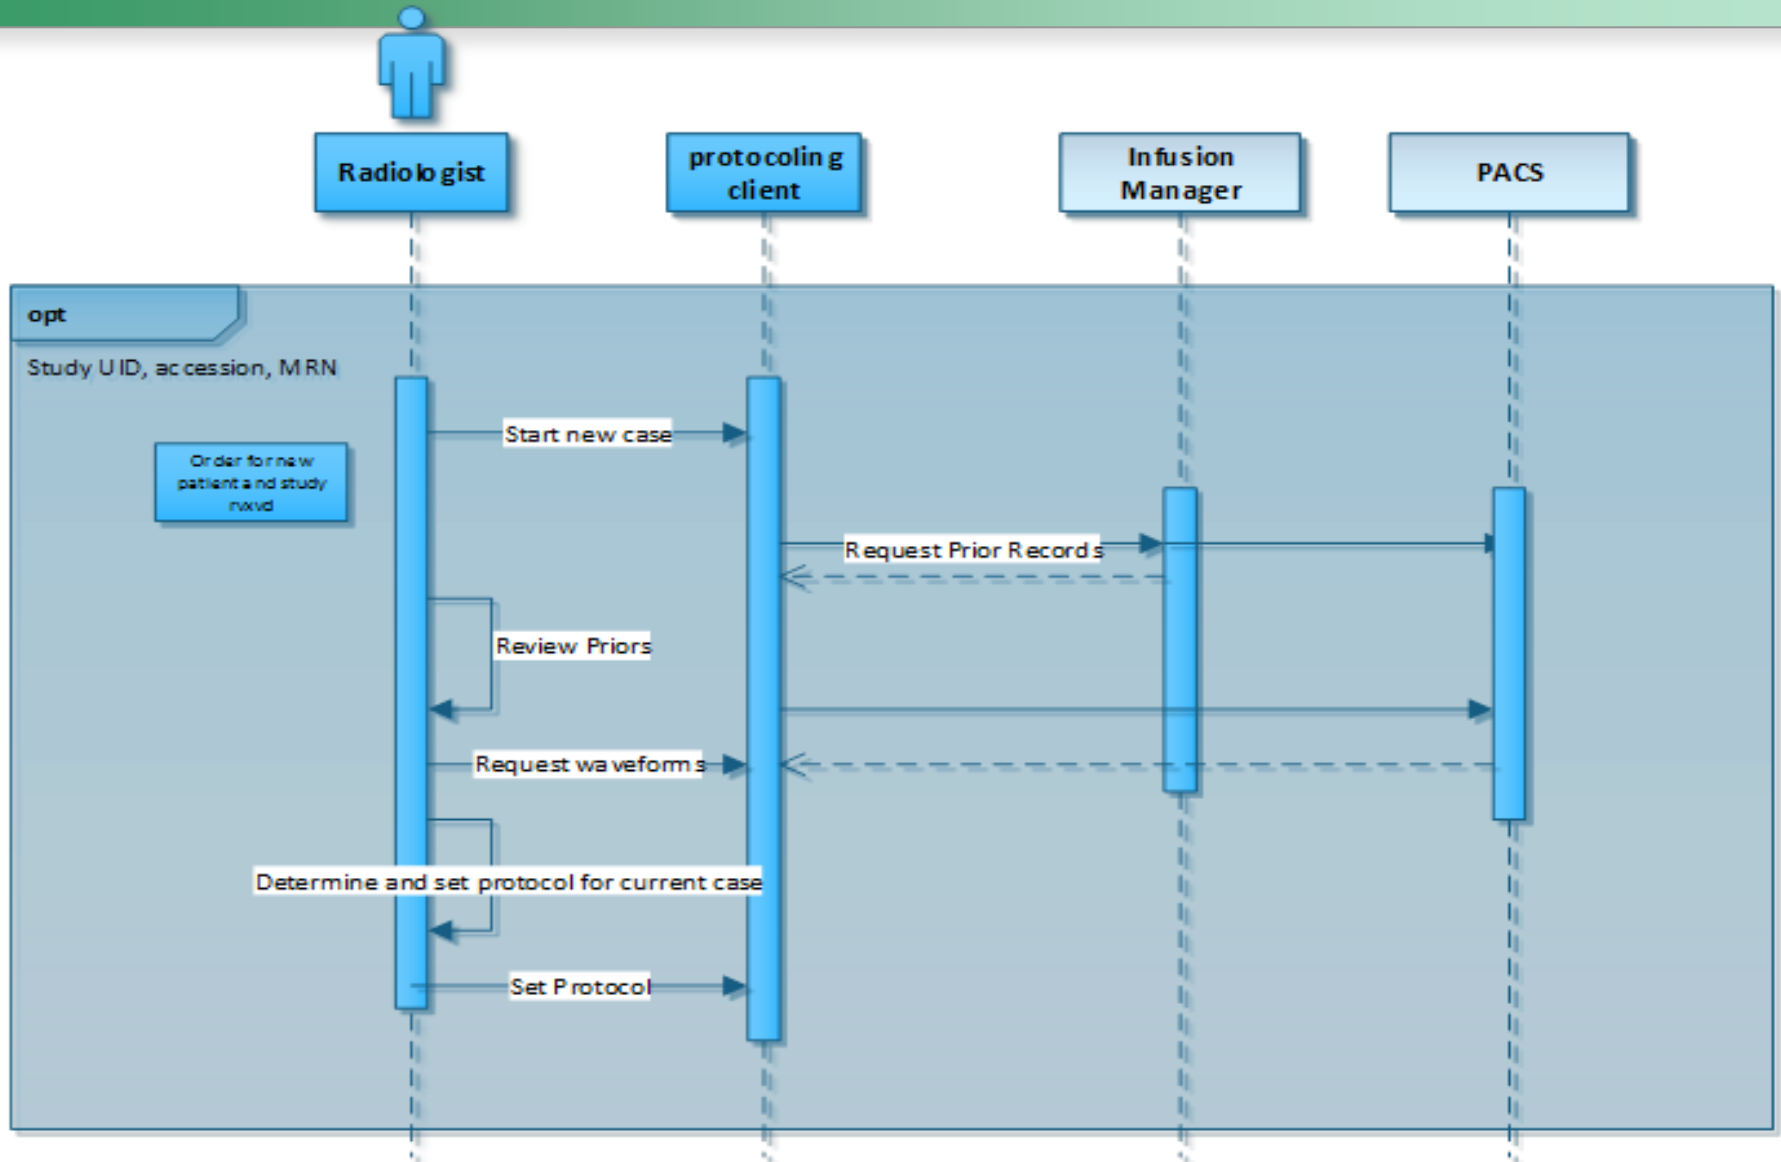 Radiologist
protocoling
client
Infusion
Manager
PACS
opt
Study UID, accession, MRN
Start new case
Order for new
patient and study
rvxvd
Request Prior Records
Review Priors
Request waveforms
Determine and set protocol for current case
Set Protocol